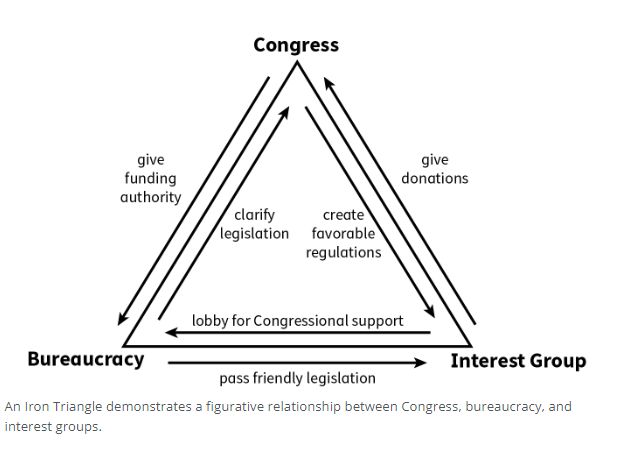 Congress
give
funding
authority
give
donations
clarify
legislation
create
favorable
regulations
lobby for Congressional support
Bureaucracy
Interest Group
pass friendly legislation
An Iron Triangle demonstrates a figurative relationship between Congress, bureaucracy, and
interest groups.